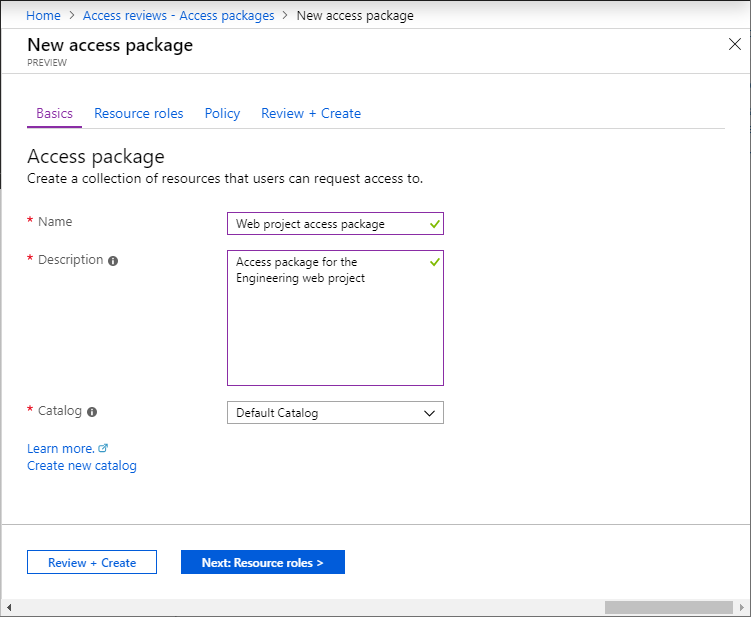 Home > Access reviews - Access packages > New access package
New access package
PREVIEW
Basics Resource roles Policy Review + Create
Access package
Create a collection of resources that users can request access to.
* Name Web project access package
* Description Access package for the
Engineering web project
* Catalog Default Catalog
Learn more.
Create new catalog
Review + Create Next: Resource roles >